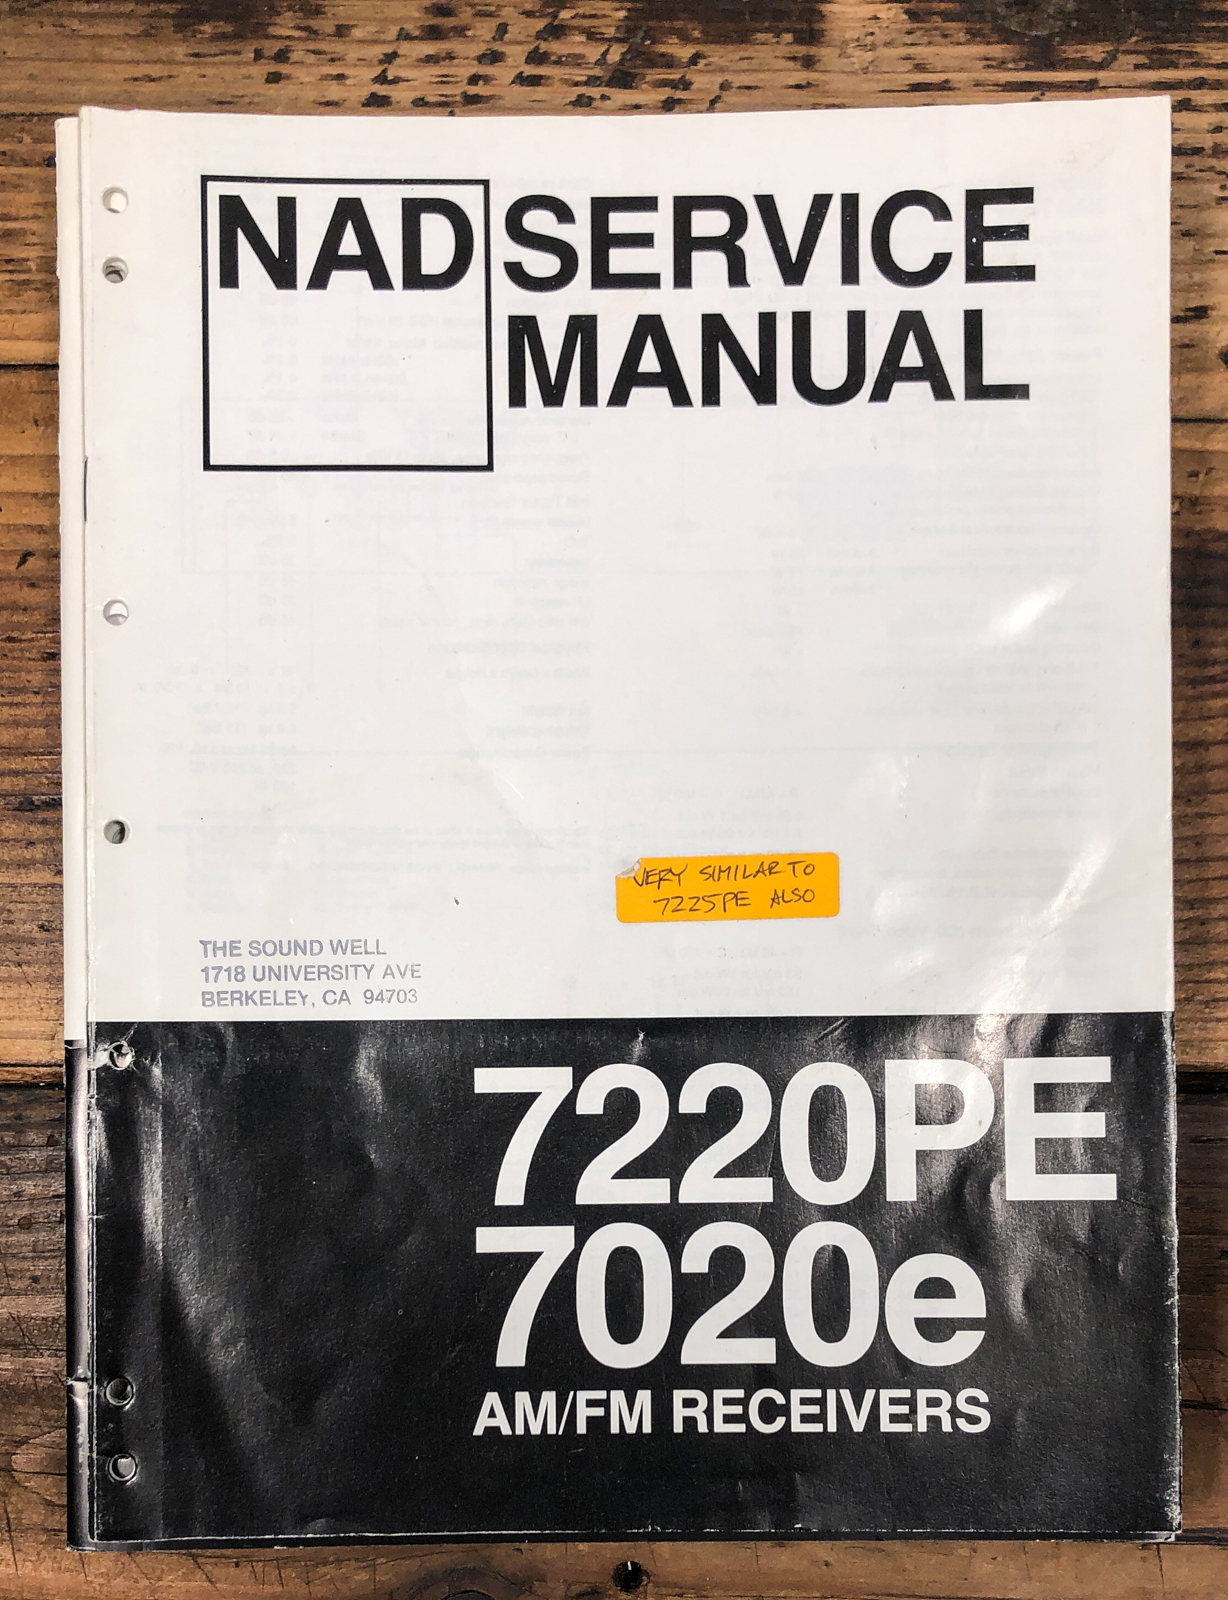 NAD SERVICE
MANUAL
VERY SIMILAR TO
7225PE ALSO
THE SOUND WELL
1718 UNIVERSITY AVE
BERKELEY, CA 94703
7220PE
7020e
AM/FM RECEIVERS